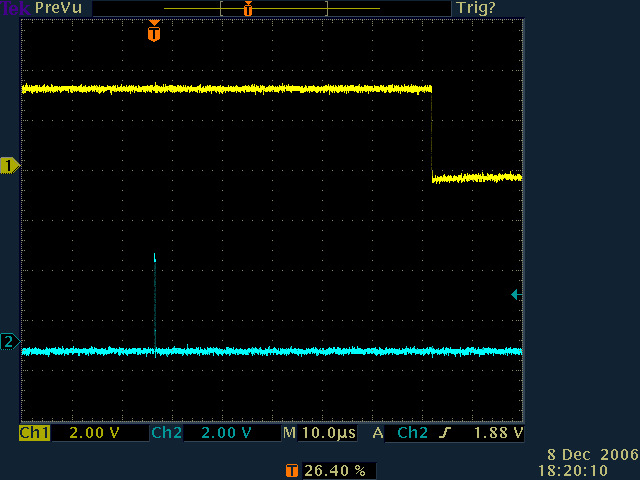 Tek PreVu Trig?
T
T
1
2
Ch1 2.00 V Ch2 2.00 V M 10.0µs A Ch2 1.88 V
8 Dec 2006
T 26.40 % 18:20:10